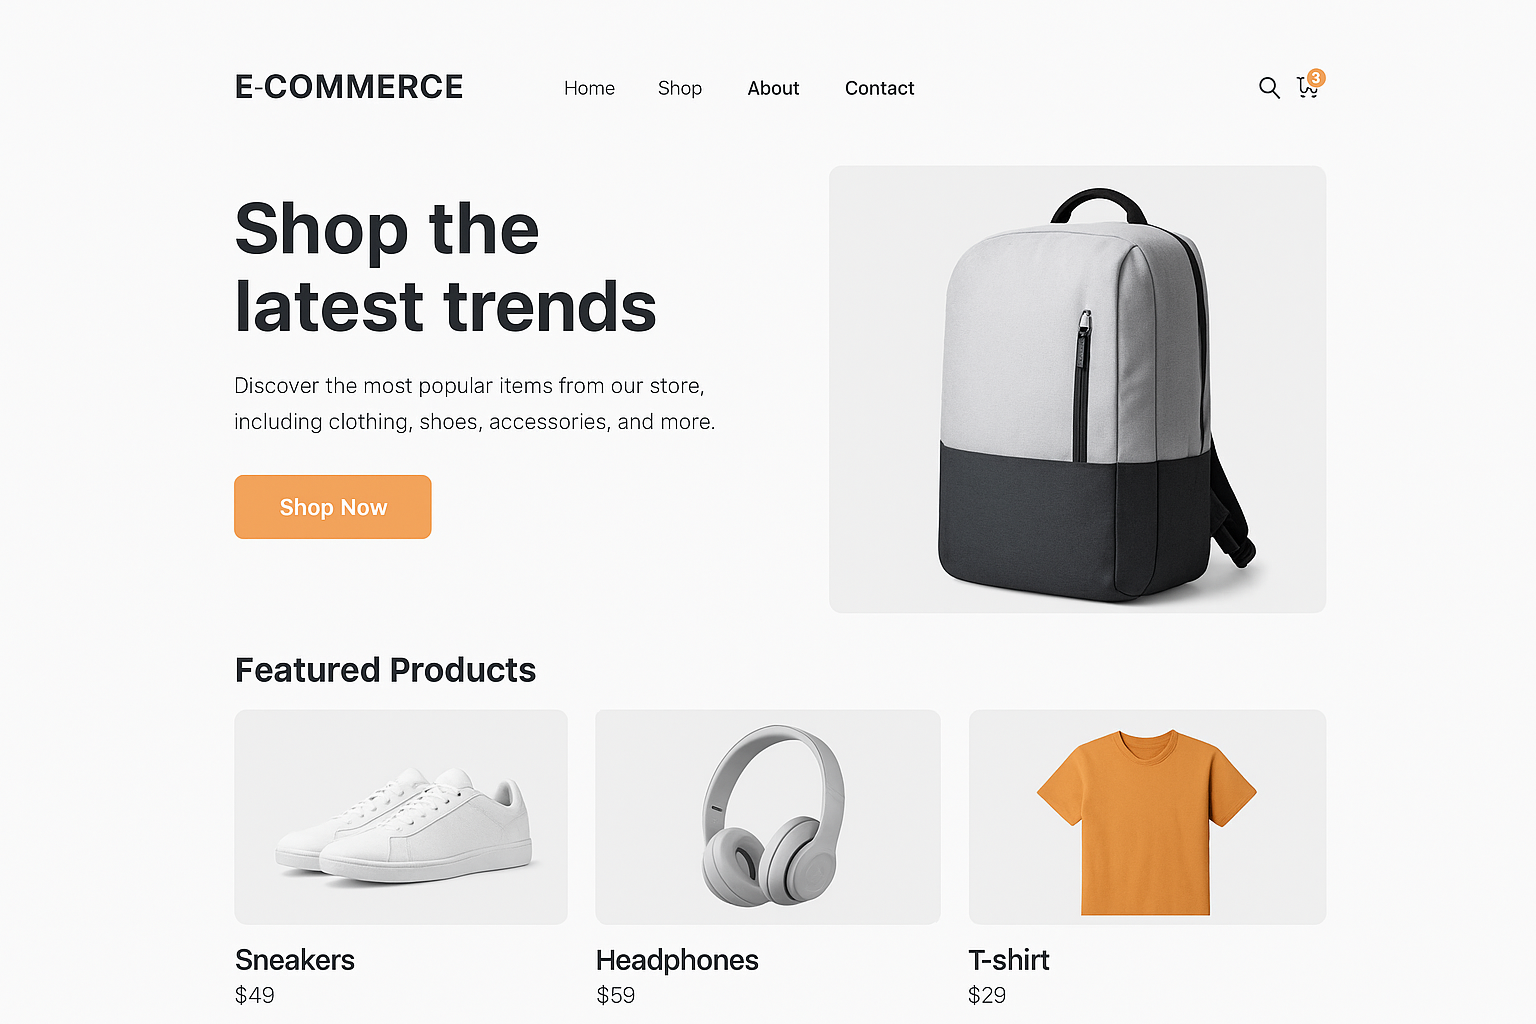 E-COMMERCE
Home Shop About Contact
3
Shop the
latest trends
Discover the most popular items from our store,
including clothing, shoes, accessories, and more.
Shop Now
Featured Products
Sneakers
$49
Headphones
$59
T-shirt
$29